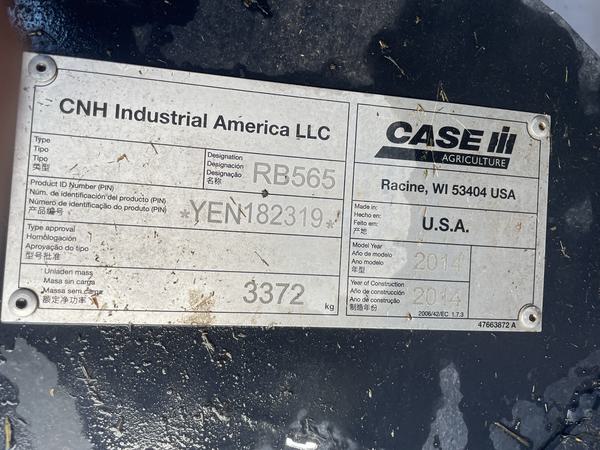 CNH Industrial America LLC
Type
Tipo
Tipo
类型
Designation
Designación
Designação
名称
RB565
Product ID Number (PIN)
Núm. de identificación del producto (PIN)
Número de identificação do produto (PIN)
产品编号
*YEN182319*
Type approval
Homologación
Aprovação do tipo
型号批准
Unladen mass
Masa sin carga
Massa sem carga
额定净功率
3372
kg
CASE IH
AGRICULTURE
Racine, WI 53404 USA
Made in:
Hecho en:
Feito em:
产地
U.S.A.
Model Year
Año de modelo
Ano modelo
年型
2014
Year of Construction
Año de construcción
Ano de construção
制造年份
2006/42/EC 1.7.3
47663872 A